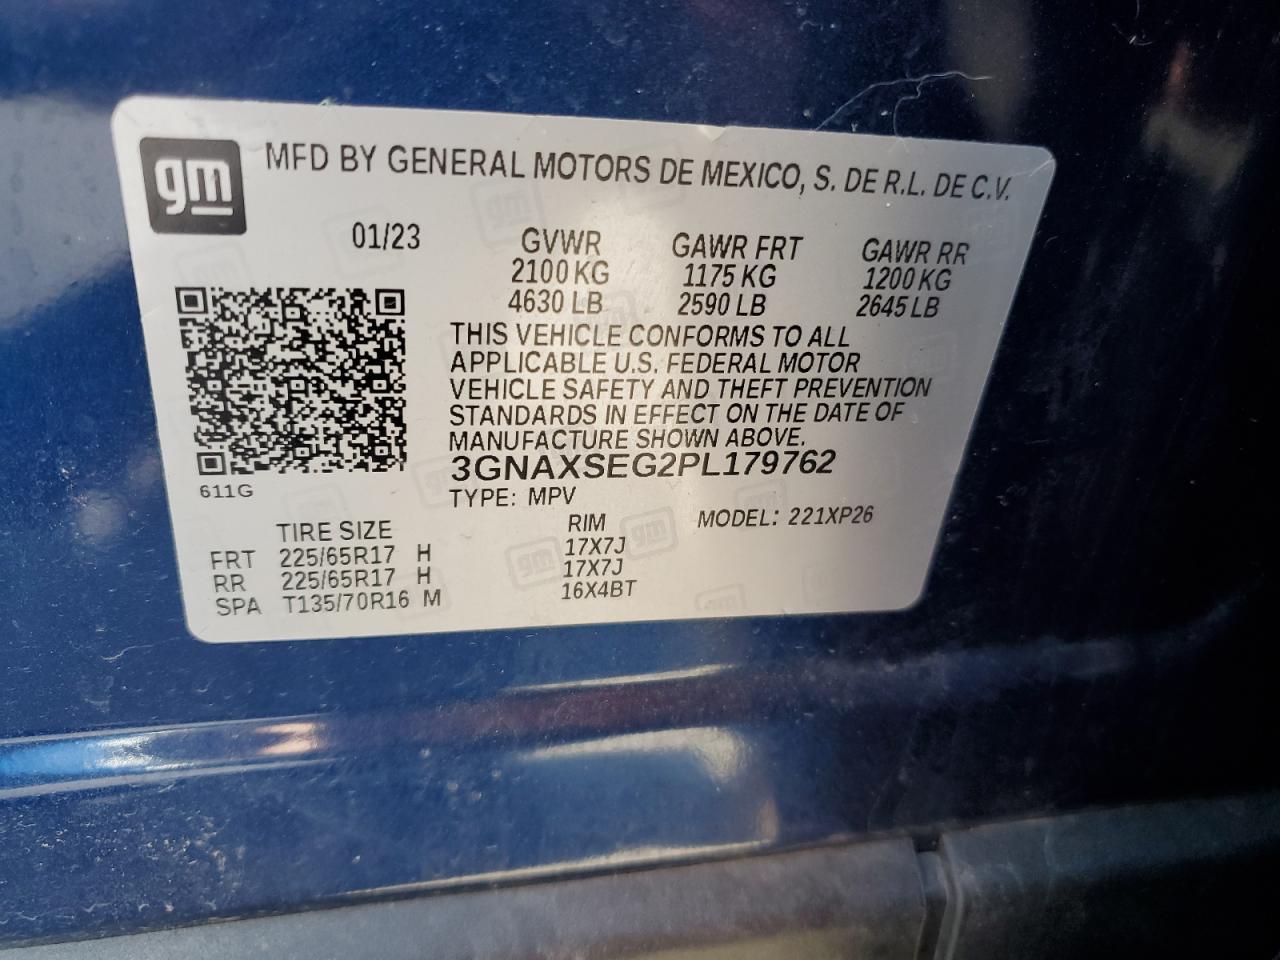 gm
MFD BY GENERAL MOTORS DE MEXICO, S. DE R.L. DE C.V.
01/23
GVWR GAWR FRT GAWR RR
2100 KG 1175 KG 1200 KG
4630 LB 2590 LB 2645 LB
THIS VEHICLE CONFORMS TO ALL
APPLICABLE U.S. FEDERAL MOTOR
VEHICLE SAFETY AND THEFT PREVENTION
STANDARDS IN EFFECT ON THE DATE OF
MANUFACTURE SHOWN ABOVE.
3GNAXSEG2PL179762
611G
TYPE: MPV
MODEL: 221XP26
TIRE SIZE RIM
FRT 225/65R17 H 17X7J
RR 225/65R17 H 17X7J
SPA T135/70R16 M 16X4BT